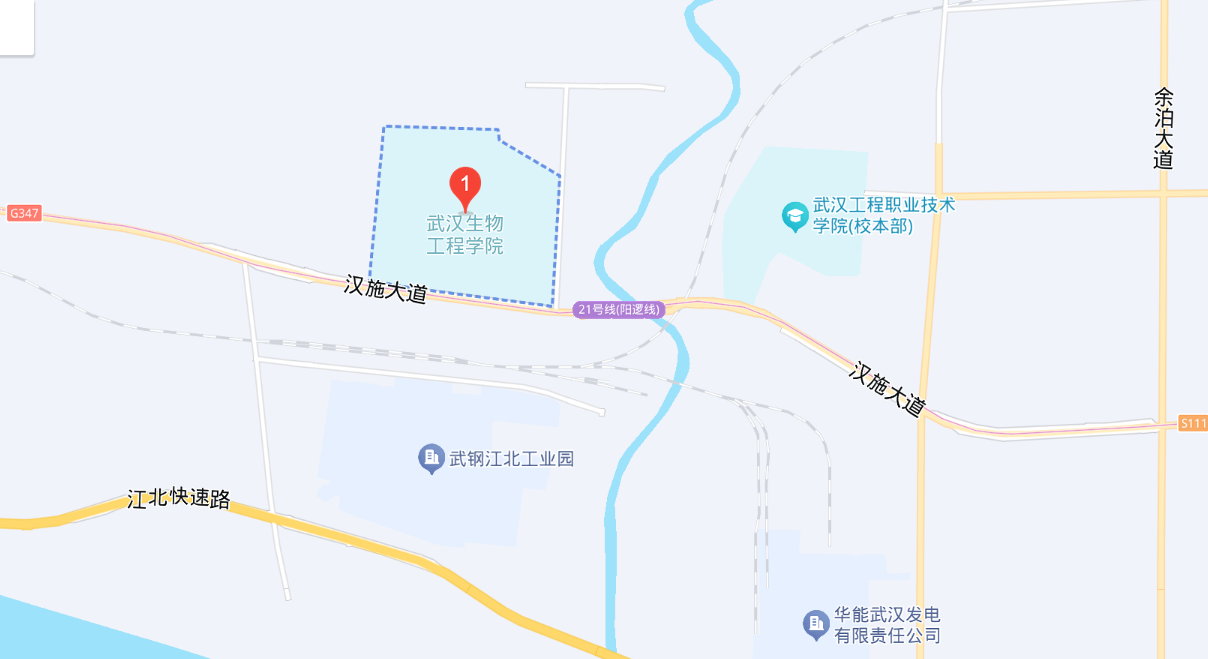 余泊大道
1
武汉生物
工程学院
武汉工程职业技术
学院(校本部)
G347
汉施大道
21号线(阳逻线)
汉施大道
S111
武钢江北工业园
江北快速路
华能武汉发电
有限责任公司